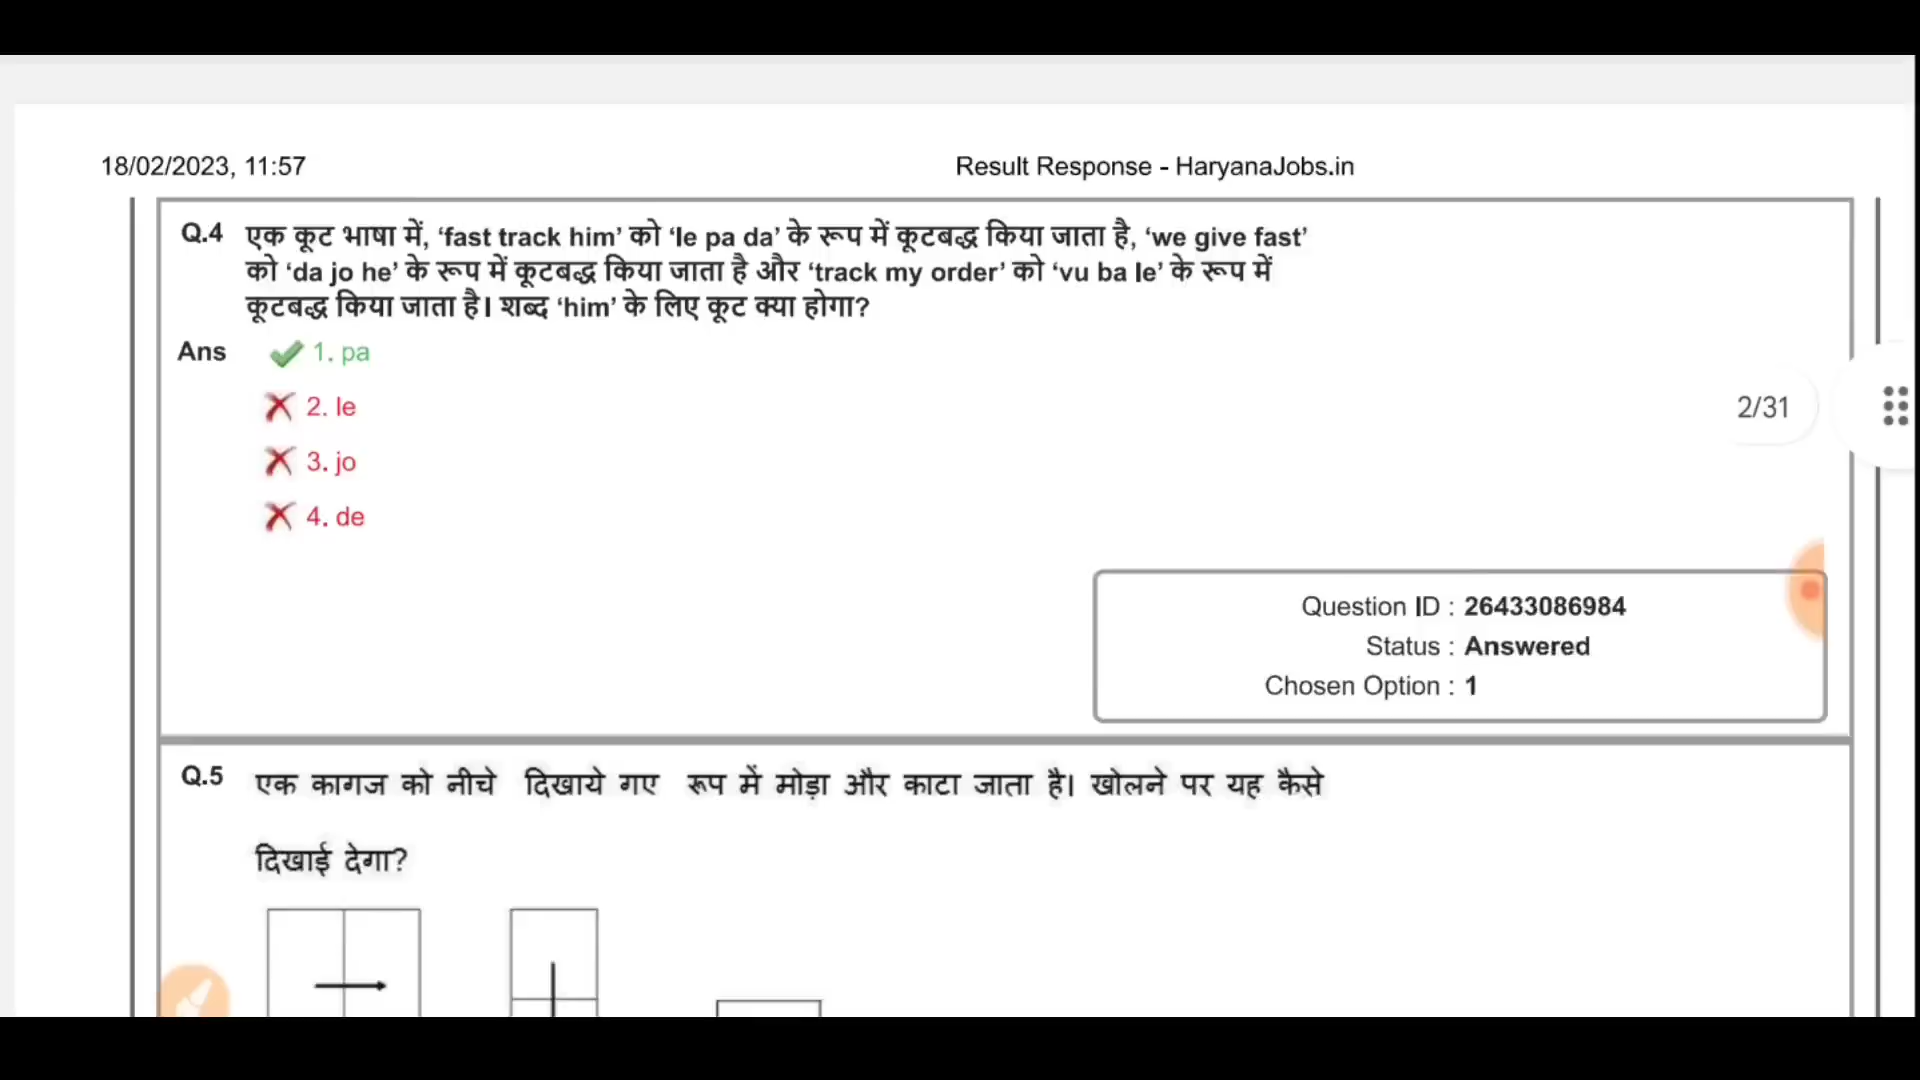 18/02/2023, 11:57
Result Response - HaryanaJobs.in
Q.4 एक कूट भाषा में, ‘fast track him’ को ‘le pa da’ के रूप में कूटबद्ध किया जाता है, ‘we give fast’
को ‘da jo he’ के रूप में कूटबद्ध किया जाता है और ‘track my order’ को ‘vu ba le’ के रूप में
कूटबद्ध किया जाता है। शब्द ‘him’ के लिए कूट क्या होगा?
Ans 1. pa
2. le
3. jo
4. de
2/31
Question ID : 26433086984
Status : Answered
Chosen Option : 1
Q.5 एक कागज को नीचे दिखाये गए रूप में मोड़ा और काटा जाता है। खोलने पर यह कैसे
दिखाई देगा?